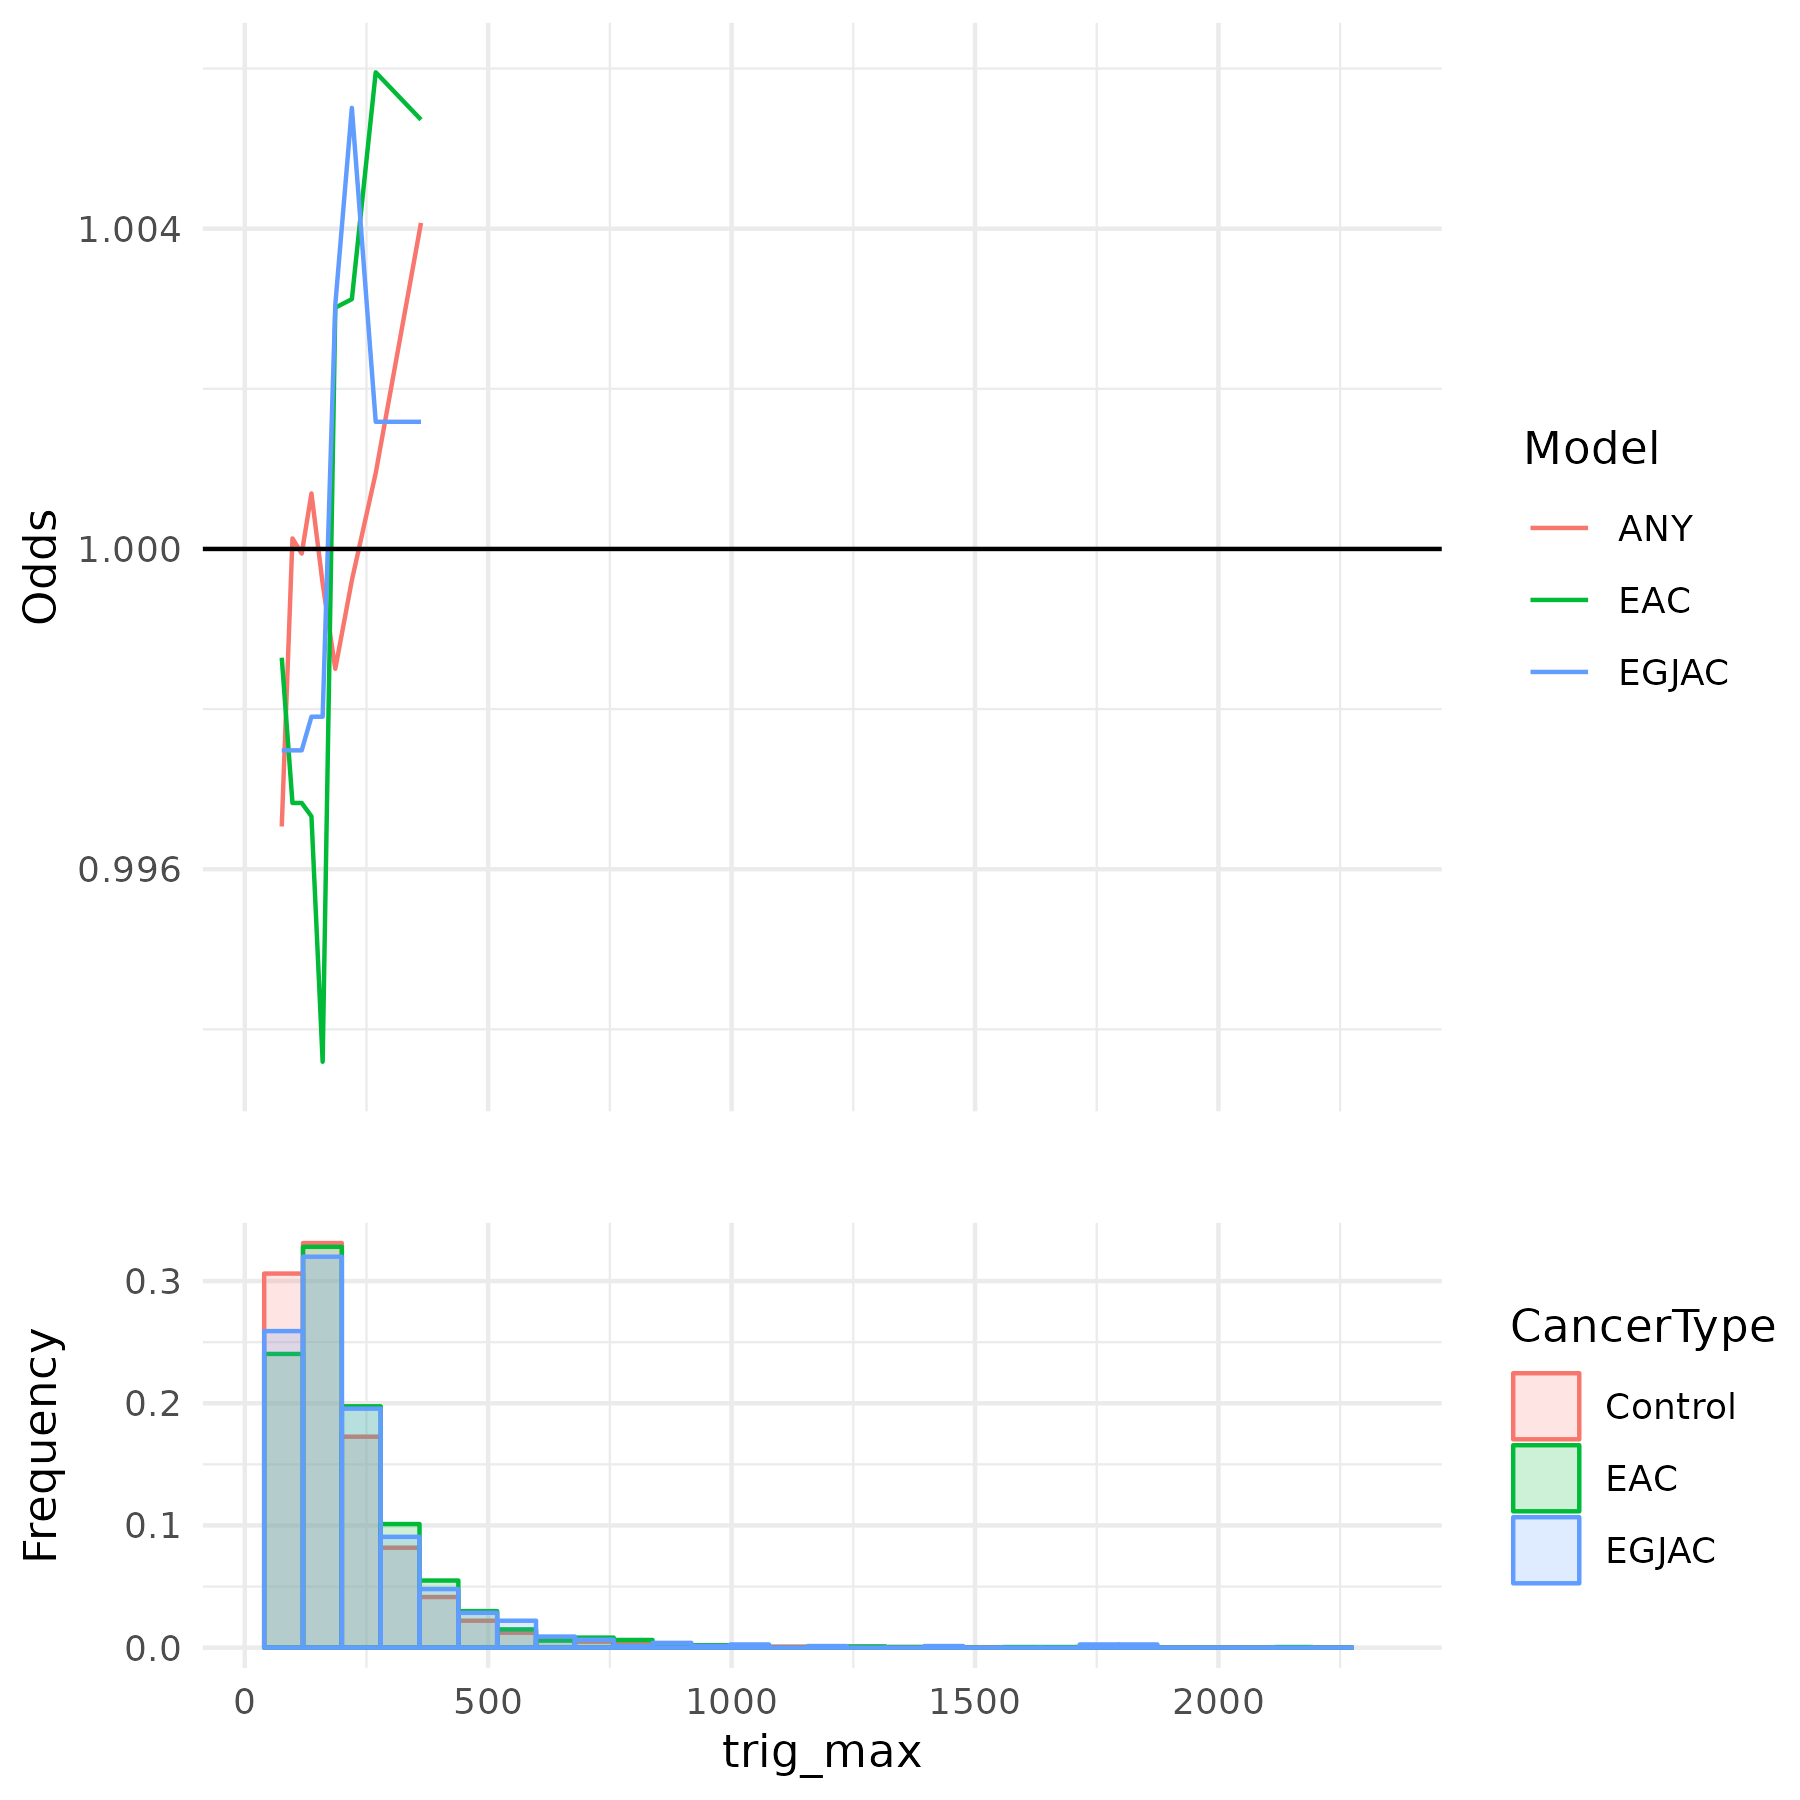 Odds
1.004
1.000
0.996
Model
ANY
EAC
EGJAC
Frequency
0.3
0.2
0.1
0.0
0
500
1000
1500
2000
trig_max
CancerType
Control
EAC
EGJAC